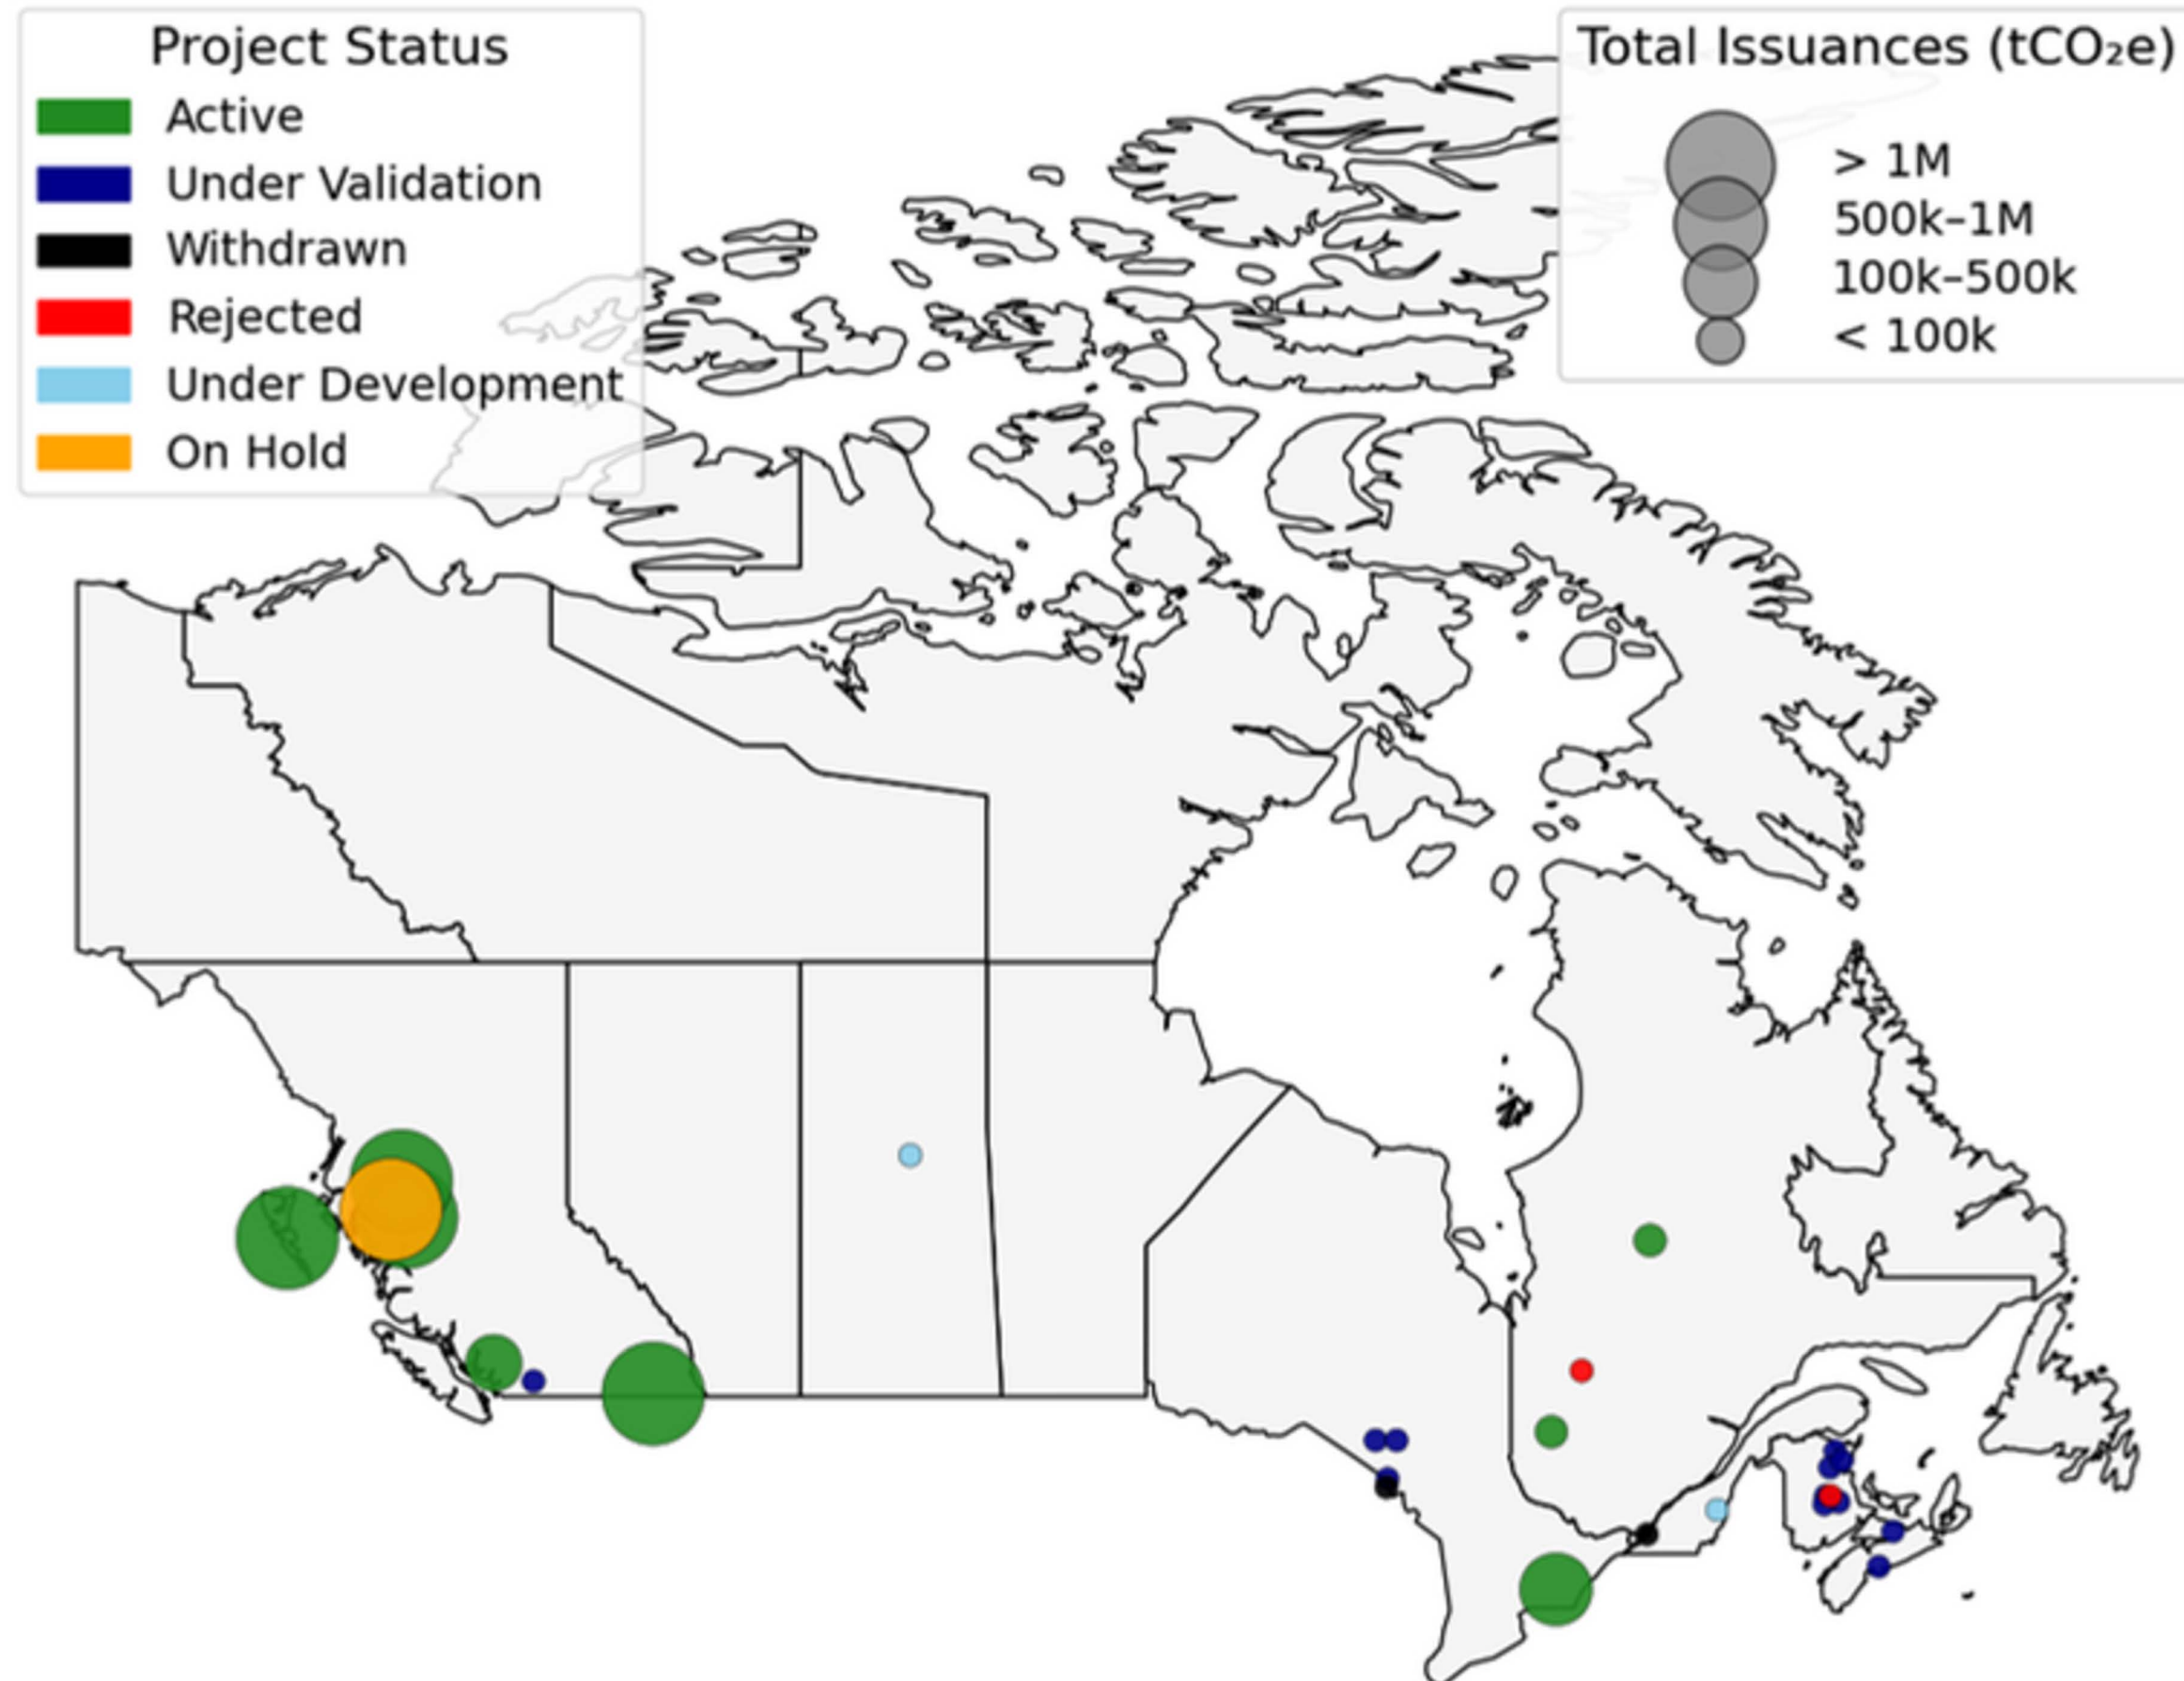 Project Status
Active
Under Validation
Withdrawn
Rejected
Under Development
On Hold
Total Issuances (tCO₂e)
> 1M
500k–1M
100k–500k
< 100k